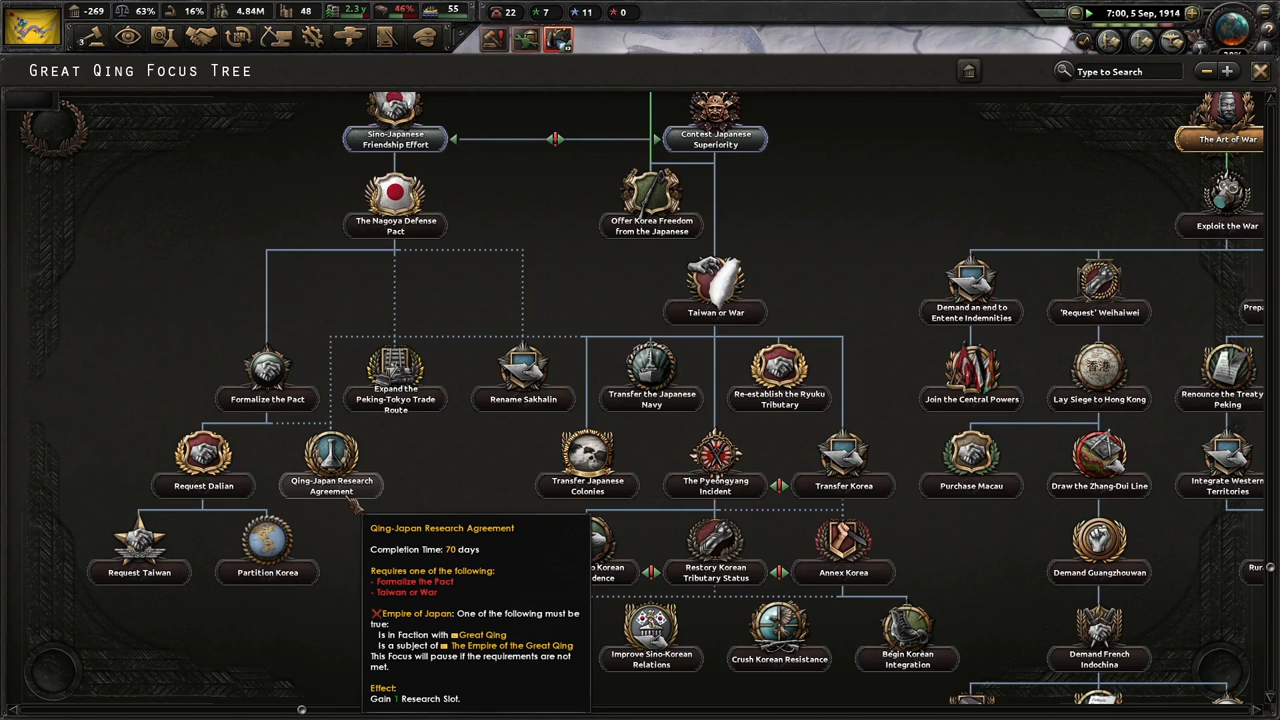 -269 63% 16% 4.84M 48 2.3 y 46% 55 22 7 11 0 7:00, 5 Sep, 1914
3
GREAT QING FOCUS TREE
Type to Search
Sino-Japanese
Friendship Effort
Contest Japanese
Superiority
The Art of War
The Nagoya Defense
Pact
Offer Korea Freedom
from the Japanese
Exploit the War
Taiwan or War
Demand an end to
Entente Indemnities
'Request' Weihaiwei
Formalize the Pact
Expand the
Peking-Tokyo Trade
Route
Rename Sakhalin
Transfer the Japanese
Navy
Re-establish the Ryuku
Tributary
Join the Central Powers
Lay Siege to Hong Kong
Renounce the Treaty
Peking
香港
Request Dalian
Qing-Japan Research
Agreement
Transfer Japanese
Colonies
The Pyeongyang
Incident
Transfer Korea
Purchase Macau
Draw the Zhang-Dui Line
Integrate Western
Territories
Request Taiwan
Partition Korea
Korean
dence
Restory Korean
Tributary Status
Annex Korea
Demand Guangzhouwan
Improve Sino-Korean
Relations
Crush Korean Resistance
Begin Korean
Integration
Demand French
Indochina
Qing-Japan Research Agreement
Completion Time: 70 days
Requires one of the following:
- Formalize the Pact
- Taiwan or War
Empire of Japan: One of the following must be
true:
Is in Faction with Great Qing
Is a subject of The Empire of the Great Qing
This Focus will pause if the requirements are not
met.
Effect:
Gain 1 Research Slot.